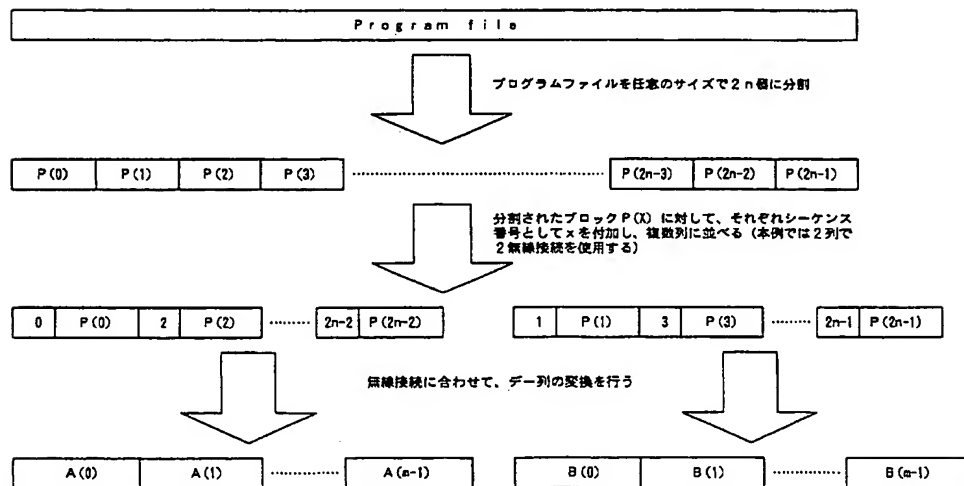 Program file
プログラムファイルを任意のサイズで2n個に分割
P(0) P(1) P(2) P(3) ………… P(2n-3) P(2n-2) P(2n-1)
分割されたブロックP(X)に対して、それぞれシーケンス
番号としてxを付加し、複数列に並べる(本例では2列で
2無線接続を使用する)
0 P(0) 2 P(2) ……… 2n-2 P(2n-2) 1 P(1) 3 P(3) ……… 2n-1 P(2n-1)
無線接続に合わせて、デー列の変換を行う
A(0) A(1) ……… A(m-1) B(0) B(1) ……… B(m-1)